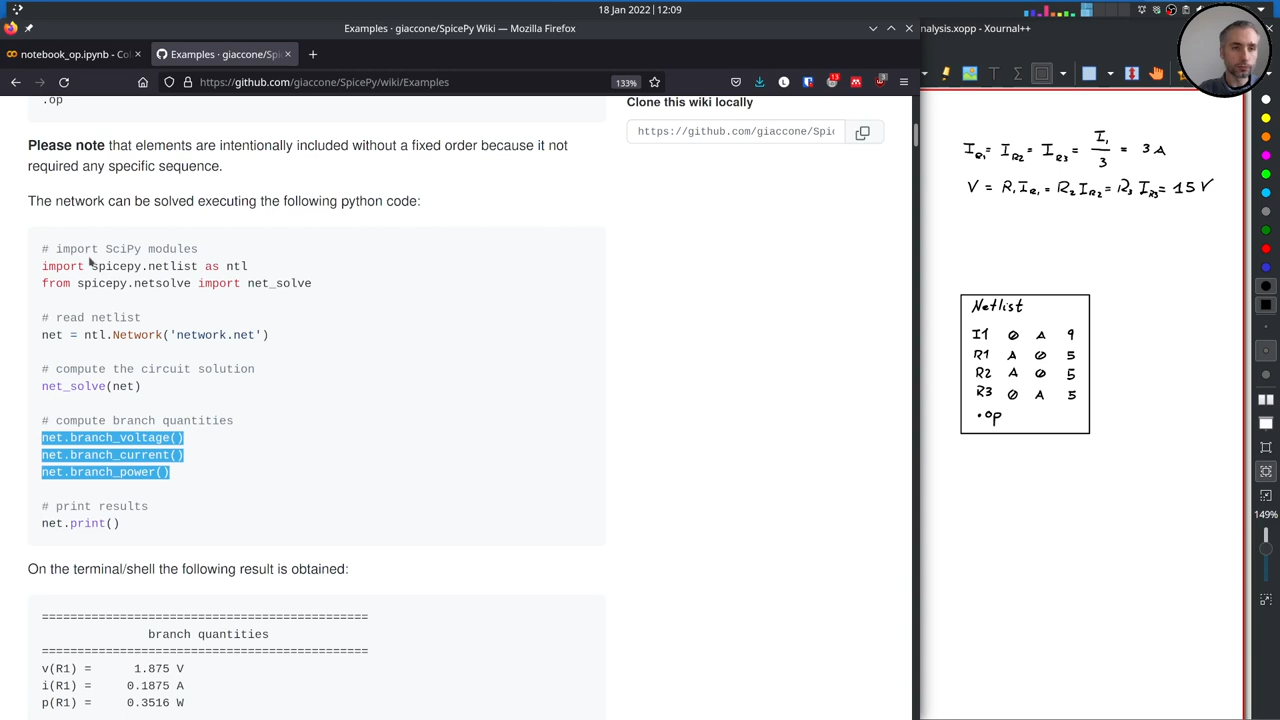 18 Jan 2022 | 12:09
Examples · giaccone/SpicePy Wiki — Mozilla Firefox
analysis.xopp - Xournal++
notebook_op.ipynb - Col
Examples · giaccone/Spi
https://github.com/giaccone/SpicePy/wiki/Examples
133%
13
3
.op
Clone this wiki locally
https://github.com/giaccone/Spic
Please note that elements are intentionally included without a fixed order because it not
required any specific sequence.
The network can be solved executing the following python code:
# import SciPy modules
import spicepy.netlist as ntl
from spicepy.netsolve import net_solve
# read netlist
net = ntl.Network('network.net')
# compute the circuit solution
net_solve(net)
# compute branch quantities
net.branch_voltage()
net.branch_current()
net.branch_power()
# print results
net.print()
On the terminal/shell the following result is obtained:
==============================================
branch quantities
==============================================
v(R1) = 1.875 V
i(R1) = 0.1875 A
p(R1) = 0.3516 W
I_R1 = I_R2 = I_R3 = I_1/3 = 3 A
V = R_1 I_R1 = R_2 I_R2 = R_3 I_R3 = 15 V
Netlist
I1 0 A 9
R1 A 0 5
R2 A 0 5
R3 0 A 5
.op
149%